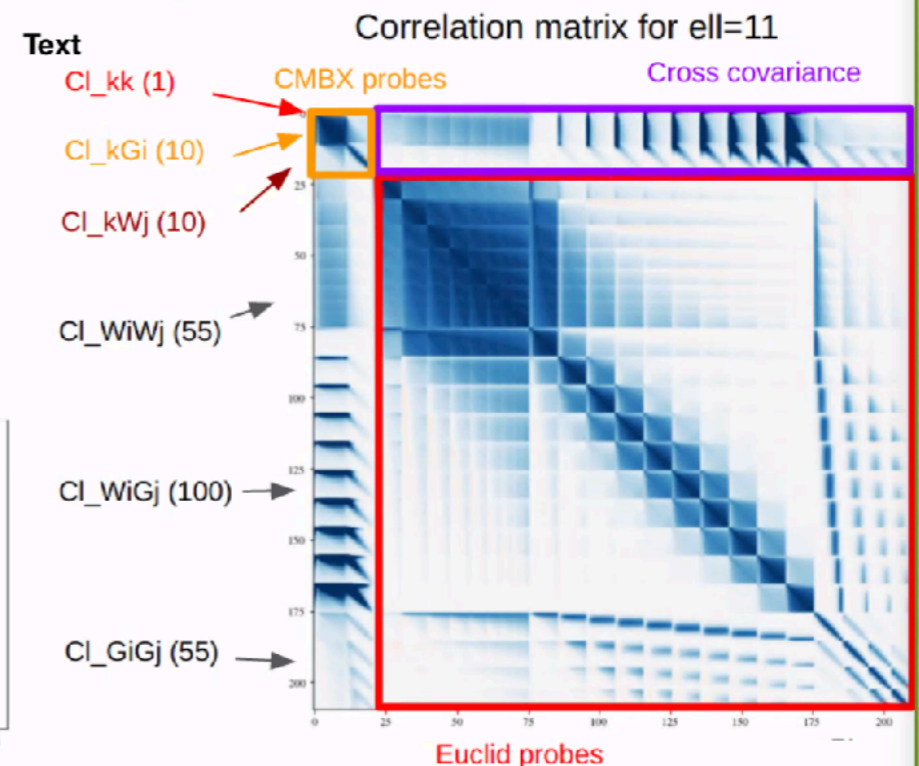 Correlation matrix for ell=11
Text
Cl_kk (1)
CMBX probes
Cross covariance
Cl_kGi (10)
Cl_kWj (10)
Cl_WiWj (55)
Cl_WiGj (100)
Cl_GiGj (55)
25
50
75
100
125
150
175
200
0 25 50 75 100 125 150 175 200
Euclid probes